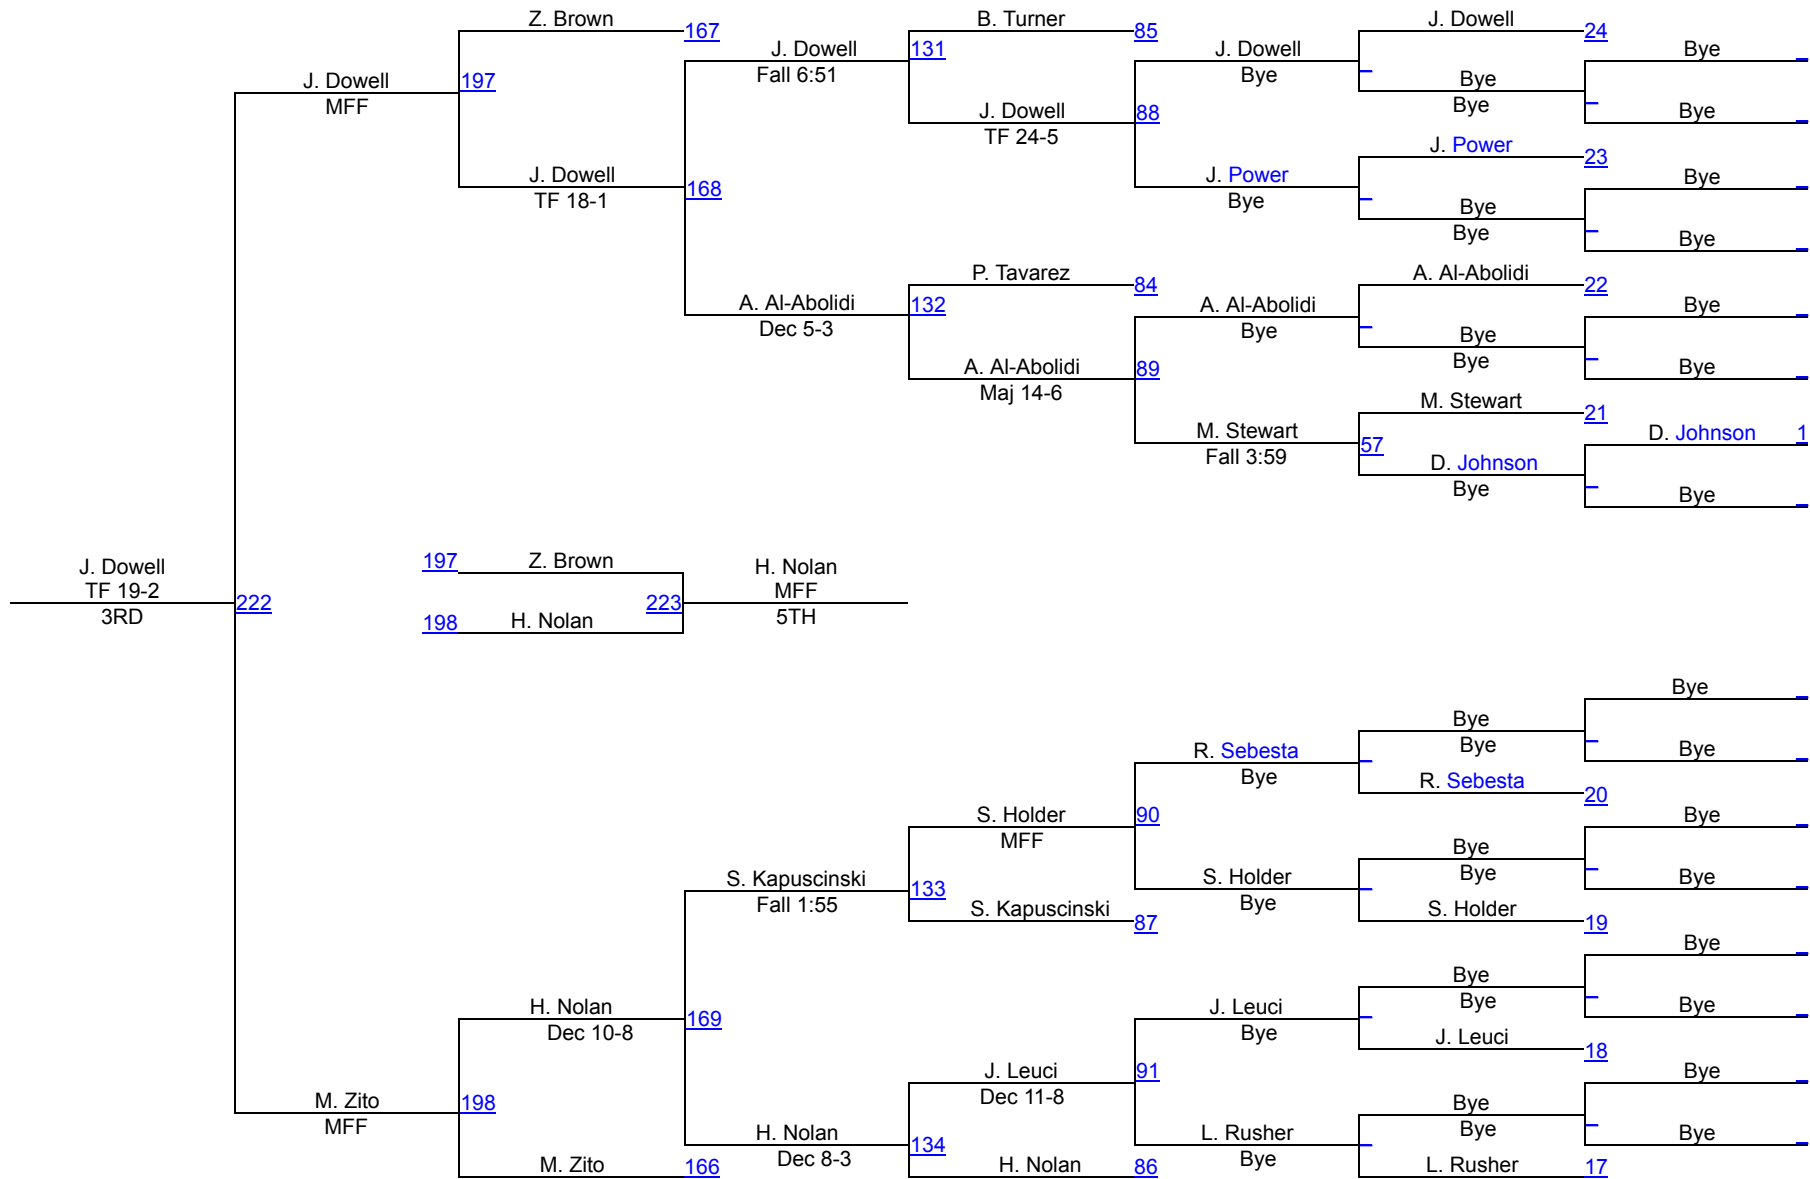 Z. Brown
167
J. Dowell
MFF
197
J. Dowell
TF 18-1
168
J. Dowell
Fall 6:51
131
B. Turner
85
J. Dowell
TF 24-5
88
J. Dowell
Bye
J. Dowell
24
Bye
Bye
Bye
Bye
J. Power
Bye
J. Power
23
Bye
Bye
Bye
Bye
A. Al-Abolidi
Dec 5-3
132
P. Tavarez
84
A. Al-Abolidi
Maj 14-6
89
A. Al-Abolidi
Bye
A. Al-Abolidi
22
Bye
Bye
Bye
Bye
M. Stewart
Fall 3:59
57
M. Stewart
21
D. Johnson
Bye
D. Johnson 1
Bye
J. Dowell
TF 19-2
3RD
222
197 Z. Brown
198 H. Nolan
223
H. Nolan
MFF
5TH
M. Zito
MFF
198
H. Nolan
Dec 10-8
169
M. Zito
166
S. Kapuscinski
Fall 1:55
133
S. Holder
MFF
90
S. Kapuscinski
87
R. Sebesta
Bye
Bye
Bye
R. Sebesta
20
Bye
Bye
S. Holder
Bye
Bye
Bye
S. Holder
19
Bye
Bye
H. Nolan
Dec 8-3
134
J. Leuci
Dec 11-8
91
H. Nolan
86
J. Leuci
Bye
Bye
Bye
J. Leuci
18
Bye
Bye
L. Rusher
Bye
Bye
Bye
L. Rusher
17
Bye
Bye